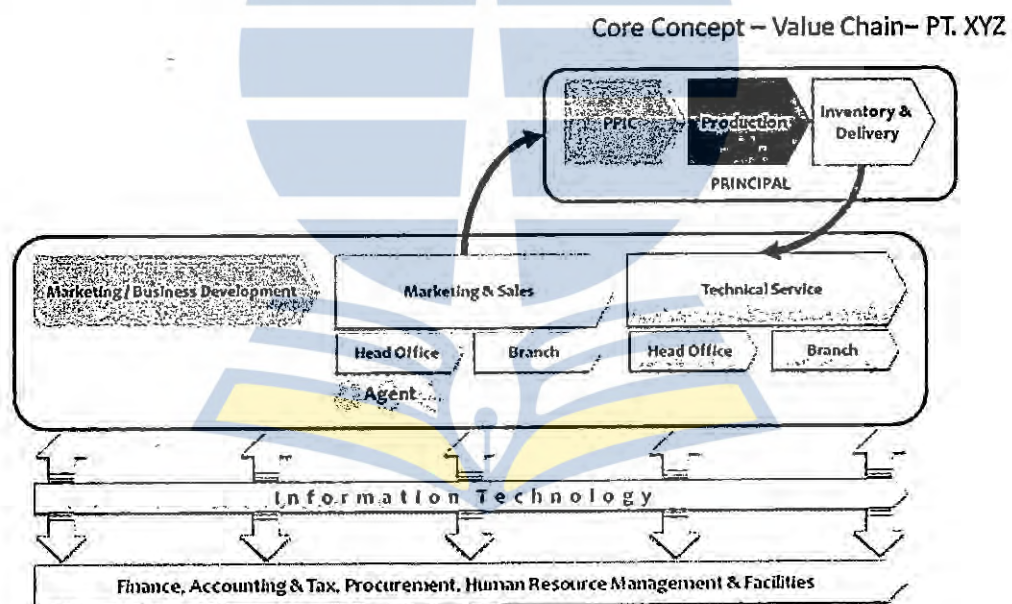 Core Concept – Value Chain– PT. XYZ
PPIC
Production
Inventory &
Delivery
PRINCIPAL
Marketing / Business Development
Marketing & Sales
Technical Service
Head Office
Branch
Head Office
Branch
Agent
Information Technology
Finance, Accounting & Tax, Procurement, Human Resource Management & Facilities